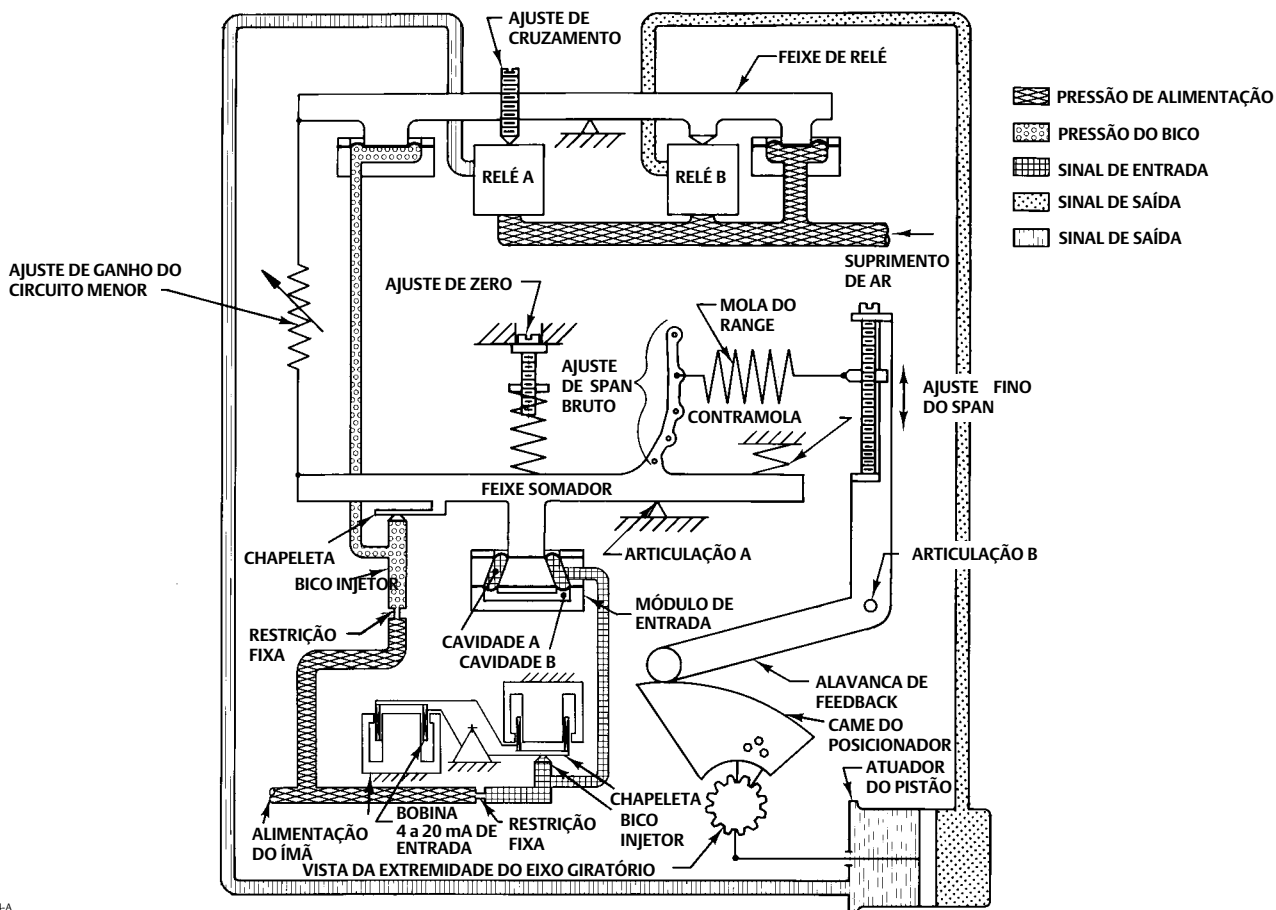 AJUSTE DE
CRUZAMENTO
FEIXE DE RELÉ
PRESSÃO DE ALIMENTAÇÃO
PRESSÃO DO BICO
SINAL DE ENTRADA
SINAL DE SAÍDA
SINAL DE SAÍDA
RELÉ A
RELÉ B
SUPRIMENTO
DE AR
AJUSTE DE GANHO DO
CIRCUITO MENOR
AJUSTE DE ZERO
MOLA DO
RANGE
AJUSTE
DE SPAN
BRUTO
CONTRAMOLA
AJUSTE FINO
DO SPAN
FEIXE SOMADOR
CHAPELETA
BICO INJETOR
ARTICULAÇÃO A
ARTICULAÇÃO B
MÓDULO DE
ENTRADA
RESTRIÇÃO
FIXA
CAVIDADE A
CAVIDADE B
ALAVANCA DE
FEEDBACK
CAME DO
POSICIONADOR
ATUADOR
DO PISTÃO
ALIMENTAÇÃO
DO ÍMÃ
BOBINA
4 a 20 mA DE
ENTRADA
RESTRIÇÃO
FIXA
CHAPELETA
BICO
INJETOR
VISTA DA EXTREMIDADE DO EIXO GIRATÓRIO